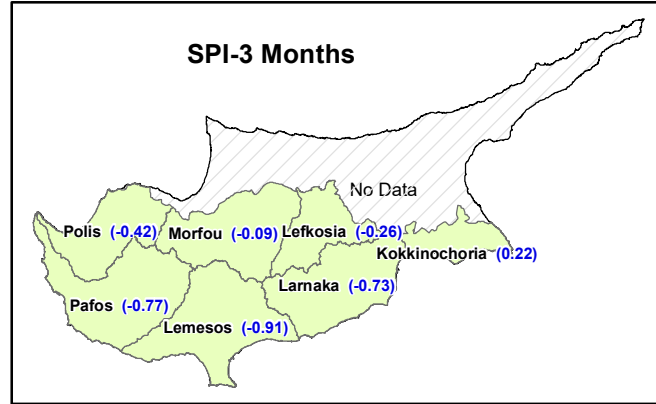 SPI-3 Months
No Data
Polis (-0.42)
Morfou (-0.09)
Lefkosia (-0.26)
Kokkinochoria (0.22)
Pafos (-0.77)
Larnaka (-0.73)
Lemesos (-0.91)